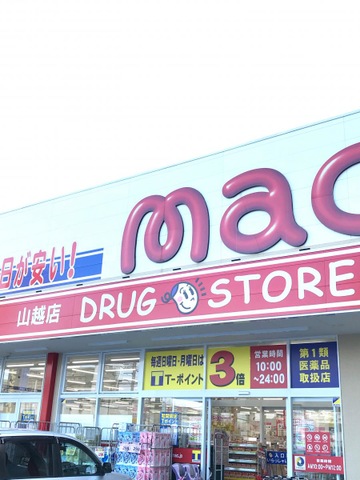 日が安い!
mac
山越店 DRUG STORE
毎週日曜日・月曜日は
T-ポイント 3倍
営業時間
10:00
~24:00
第1類
医薬品
取扱店